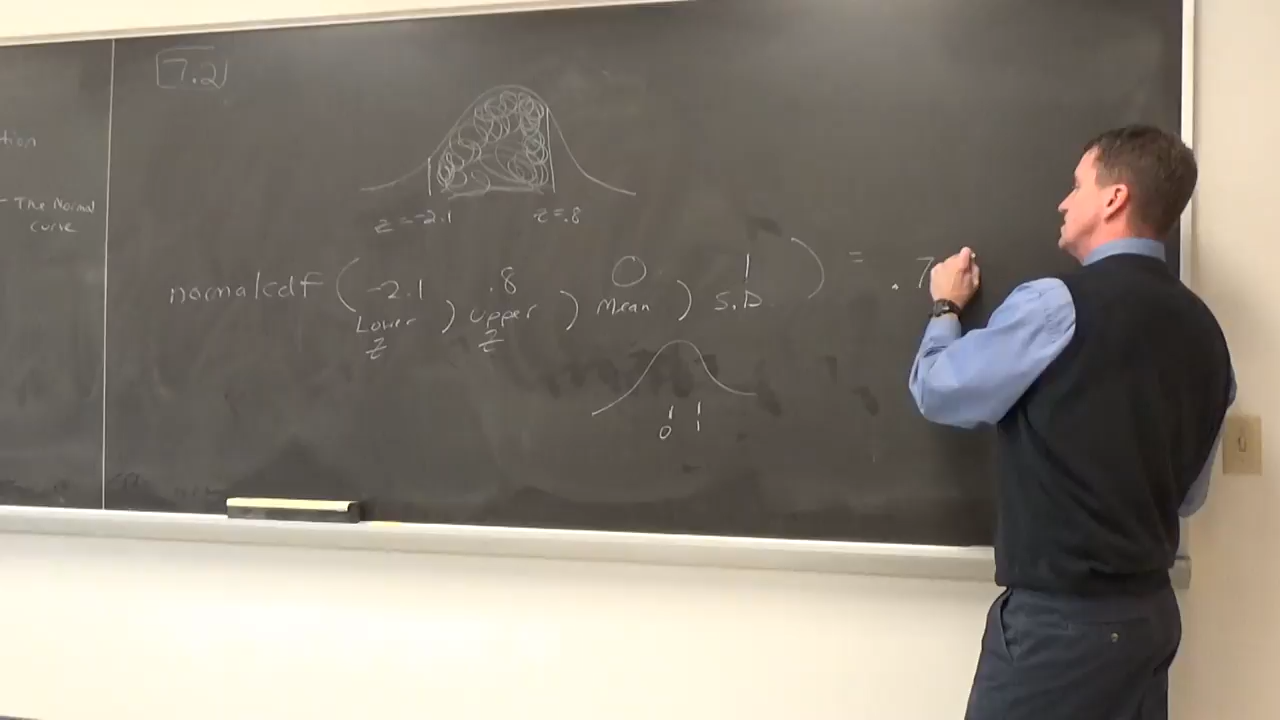 7.2
tion
- The Normal
curve
z = -2.1 z = .8
normalcdf ( -2.1 , .8 , 0 , 1 ) = .7
Lower Upper Mean S.D.
z z
0 1